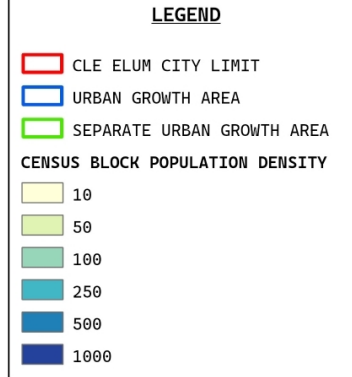 LEGEND
CLE ELUM CITY LIMIT
URBAN GROWTH AREA
SEPARATE URBAN GROWTH AREA
CENSUS BLOCK POPULATION DENSITY
10
50
100
250
500
1000